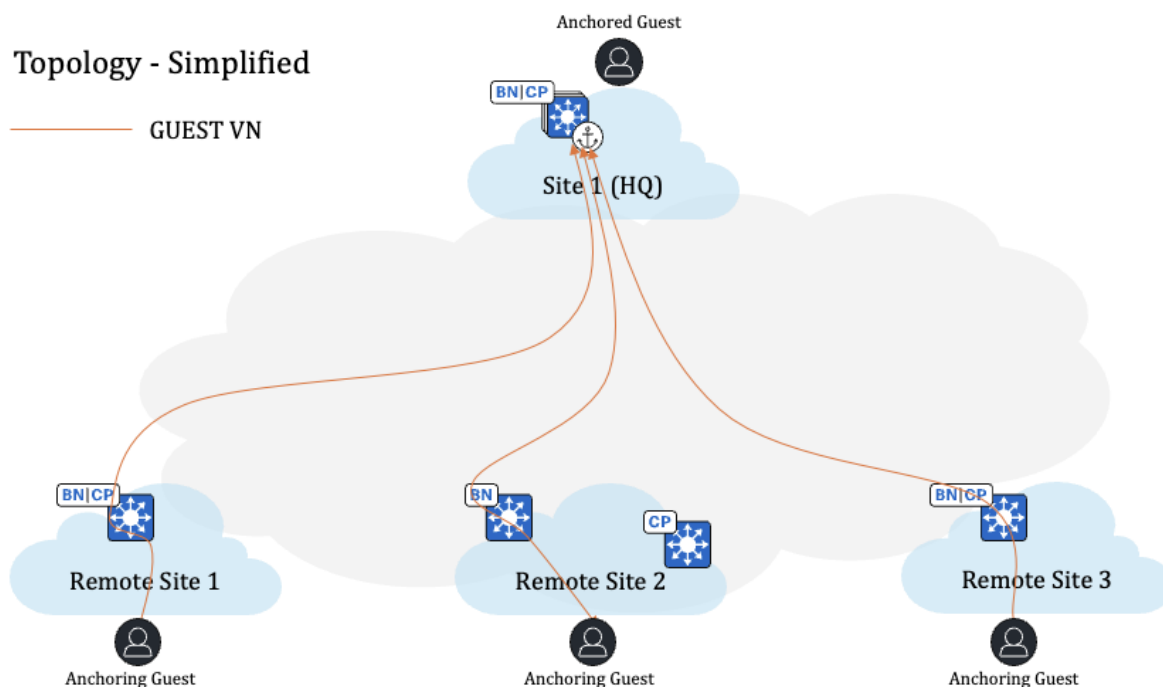 Anchored Guest
Topology - Simplified
BN|CP
GUEST VN
Site 1 (HQ)
BN|CP
BN
BN|CP
CP
Remote Site 1
Remote Site 2
Remote Site 3
Anchoring Guest
Anchoring Guest
Anchoring Guest